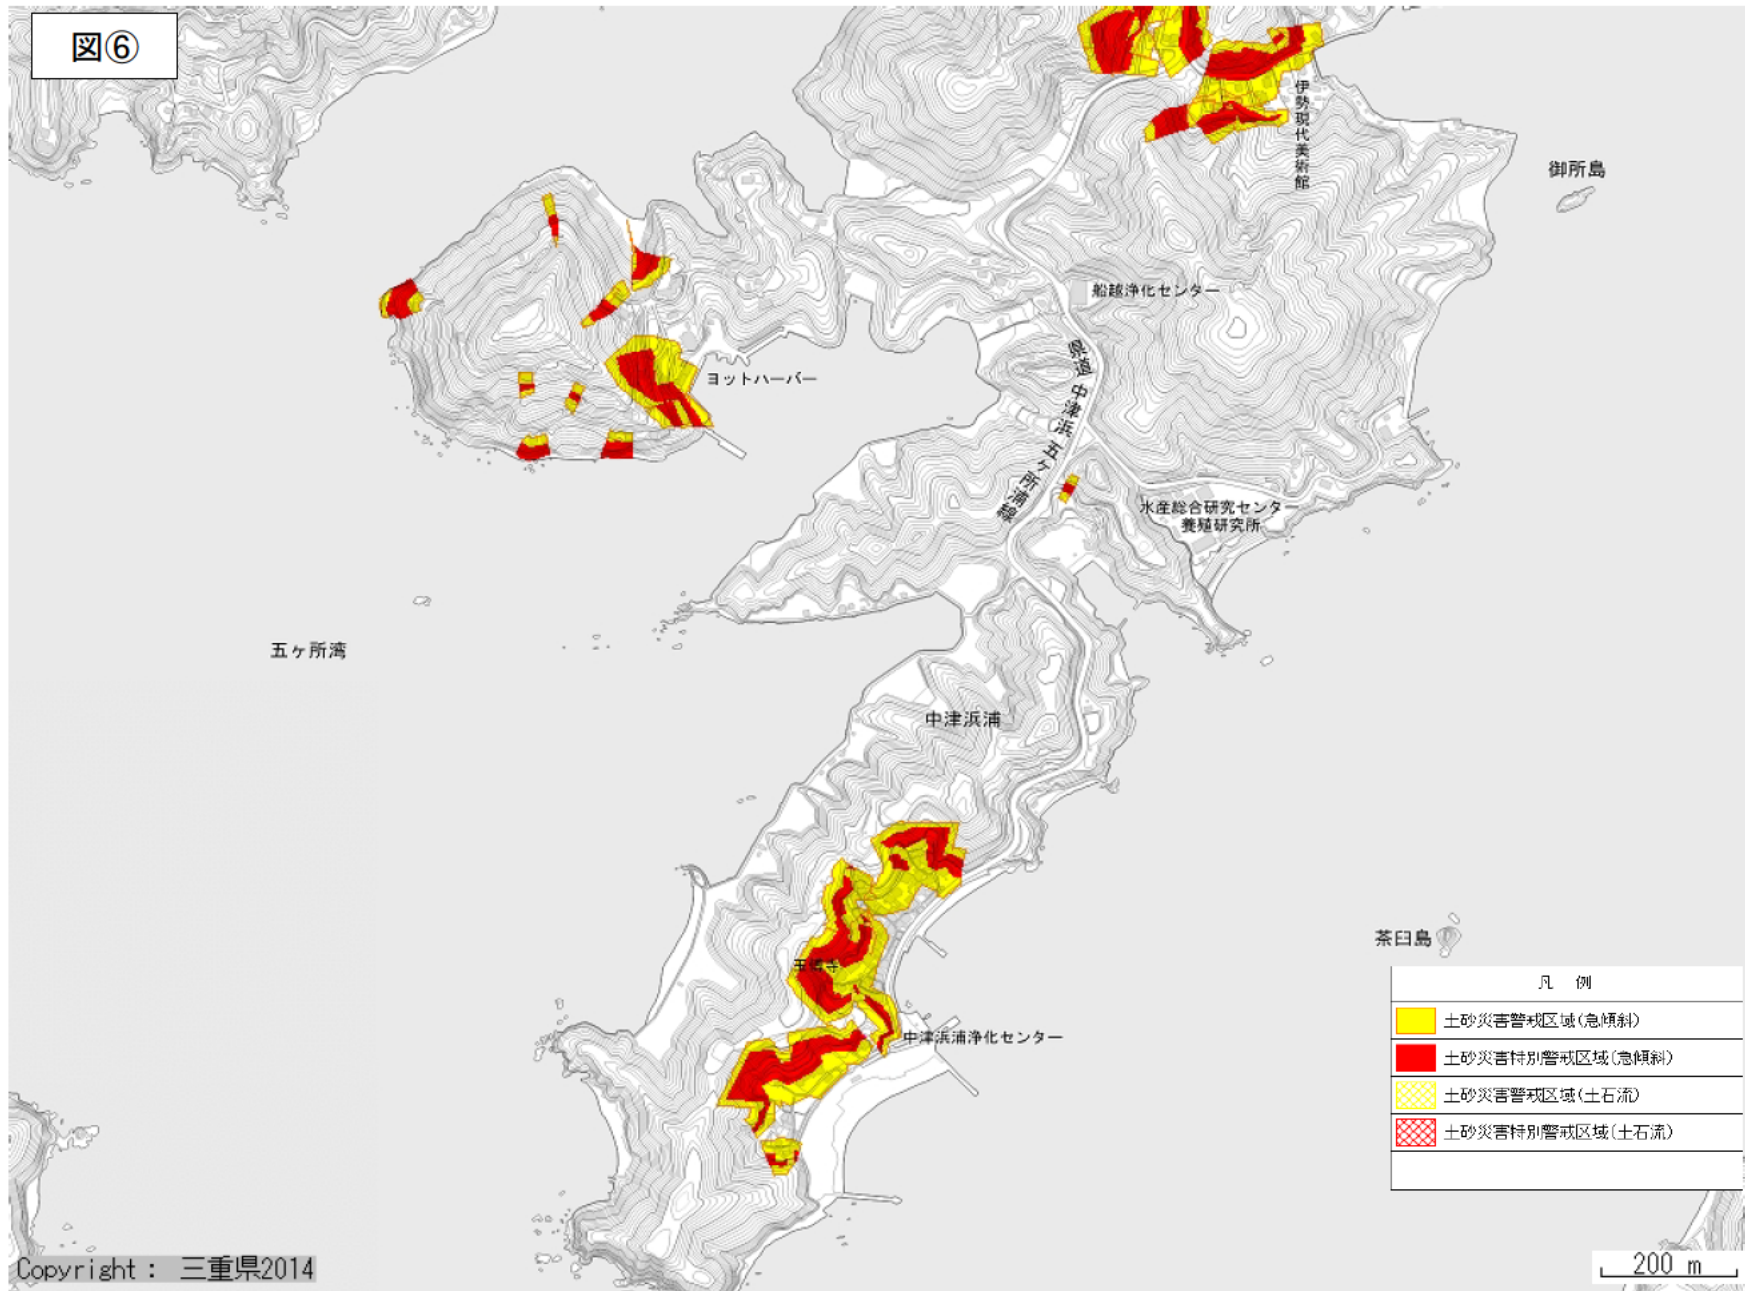 図⑥
伊勢現代美術館
御所島
船越浄化センター
ヨットハーバー
県道 中津浜五ヶ所浦線
水産総合研究センター
養殖研究所
五ヶ所湾
中津浜浦
茶臼島
中津浜浦浄化センター
凡 例
土砂災害警戒区域(急傾斜)
土砂災害特別警戒区域(急傾斜)
土砂災害警戒区域(土石流)
土砂災害特別警戒区域(土石流)
Copyright : 三重県2014
200 m